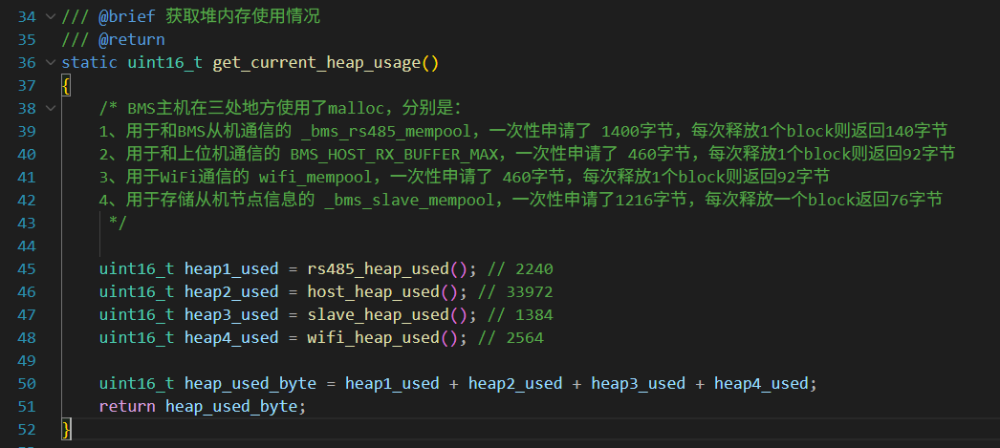 34 /// @brief 获取堆内存使用情况
35 /// @return
36 static uint16_t get_current_heap_usage()
37 {
38 /* BMS主机在三处地方使用了malloc，分别是：
39 1、用于和BMS从机通信的 _bms_rs485_mempool，一次性申请了 1400字节，每次释放1个block则返回140字节
40 2、用于和上位机通信的 BMS_HOST_RX_BUFFER_MAX，一次性申请了 460字节，每次释放1个block则返回92字节
41 3、用于WiFi通信的 wifi_mempool，一次性申请了 460字节，每次释放1个block则返回92字节
42 4、用于存储从机节点信息的 _bms_slave_mempool，一次性申请了1216字节，每次释放一个block返回76字节
43 */
44
45 uint16_t heap1_used = rs485_heap_used(); // 2240
46 uint16_t heap2_used = host_heap_used(); // 33972
47 uint16_t heap3_used = slave_heap_used(); // 1384
48 uint16_t heap4_used = wifi_heap_used(); // 2564
49
50 uint16_t heap_used_byte = heap1_used + heap2_used + heap3_used + heap4_used;
51 return heap_used_byte;
52 }